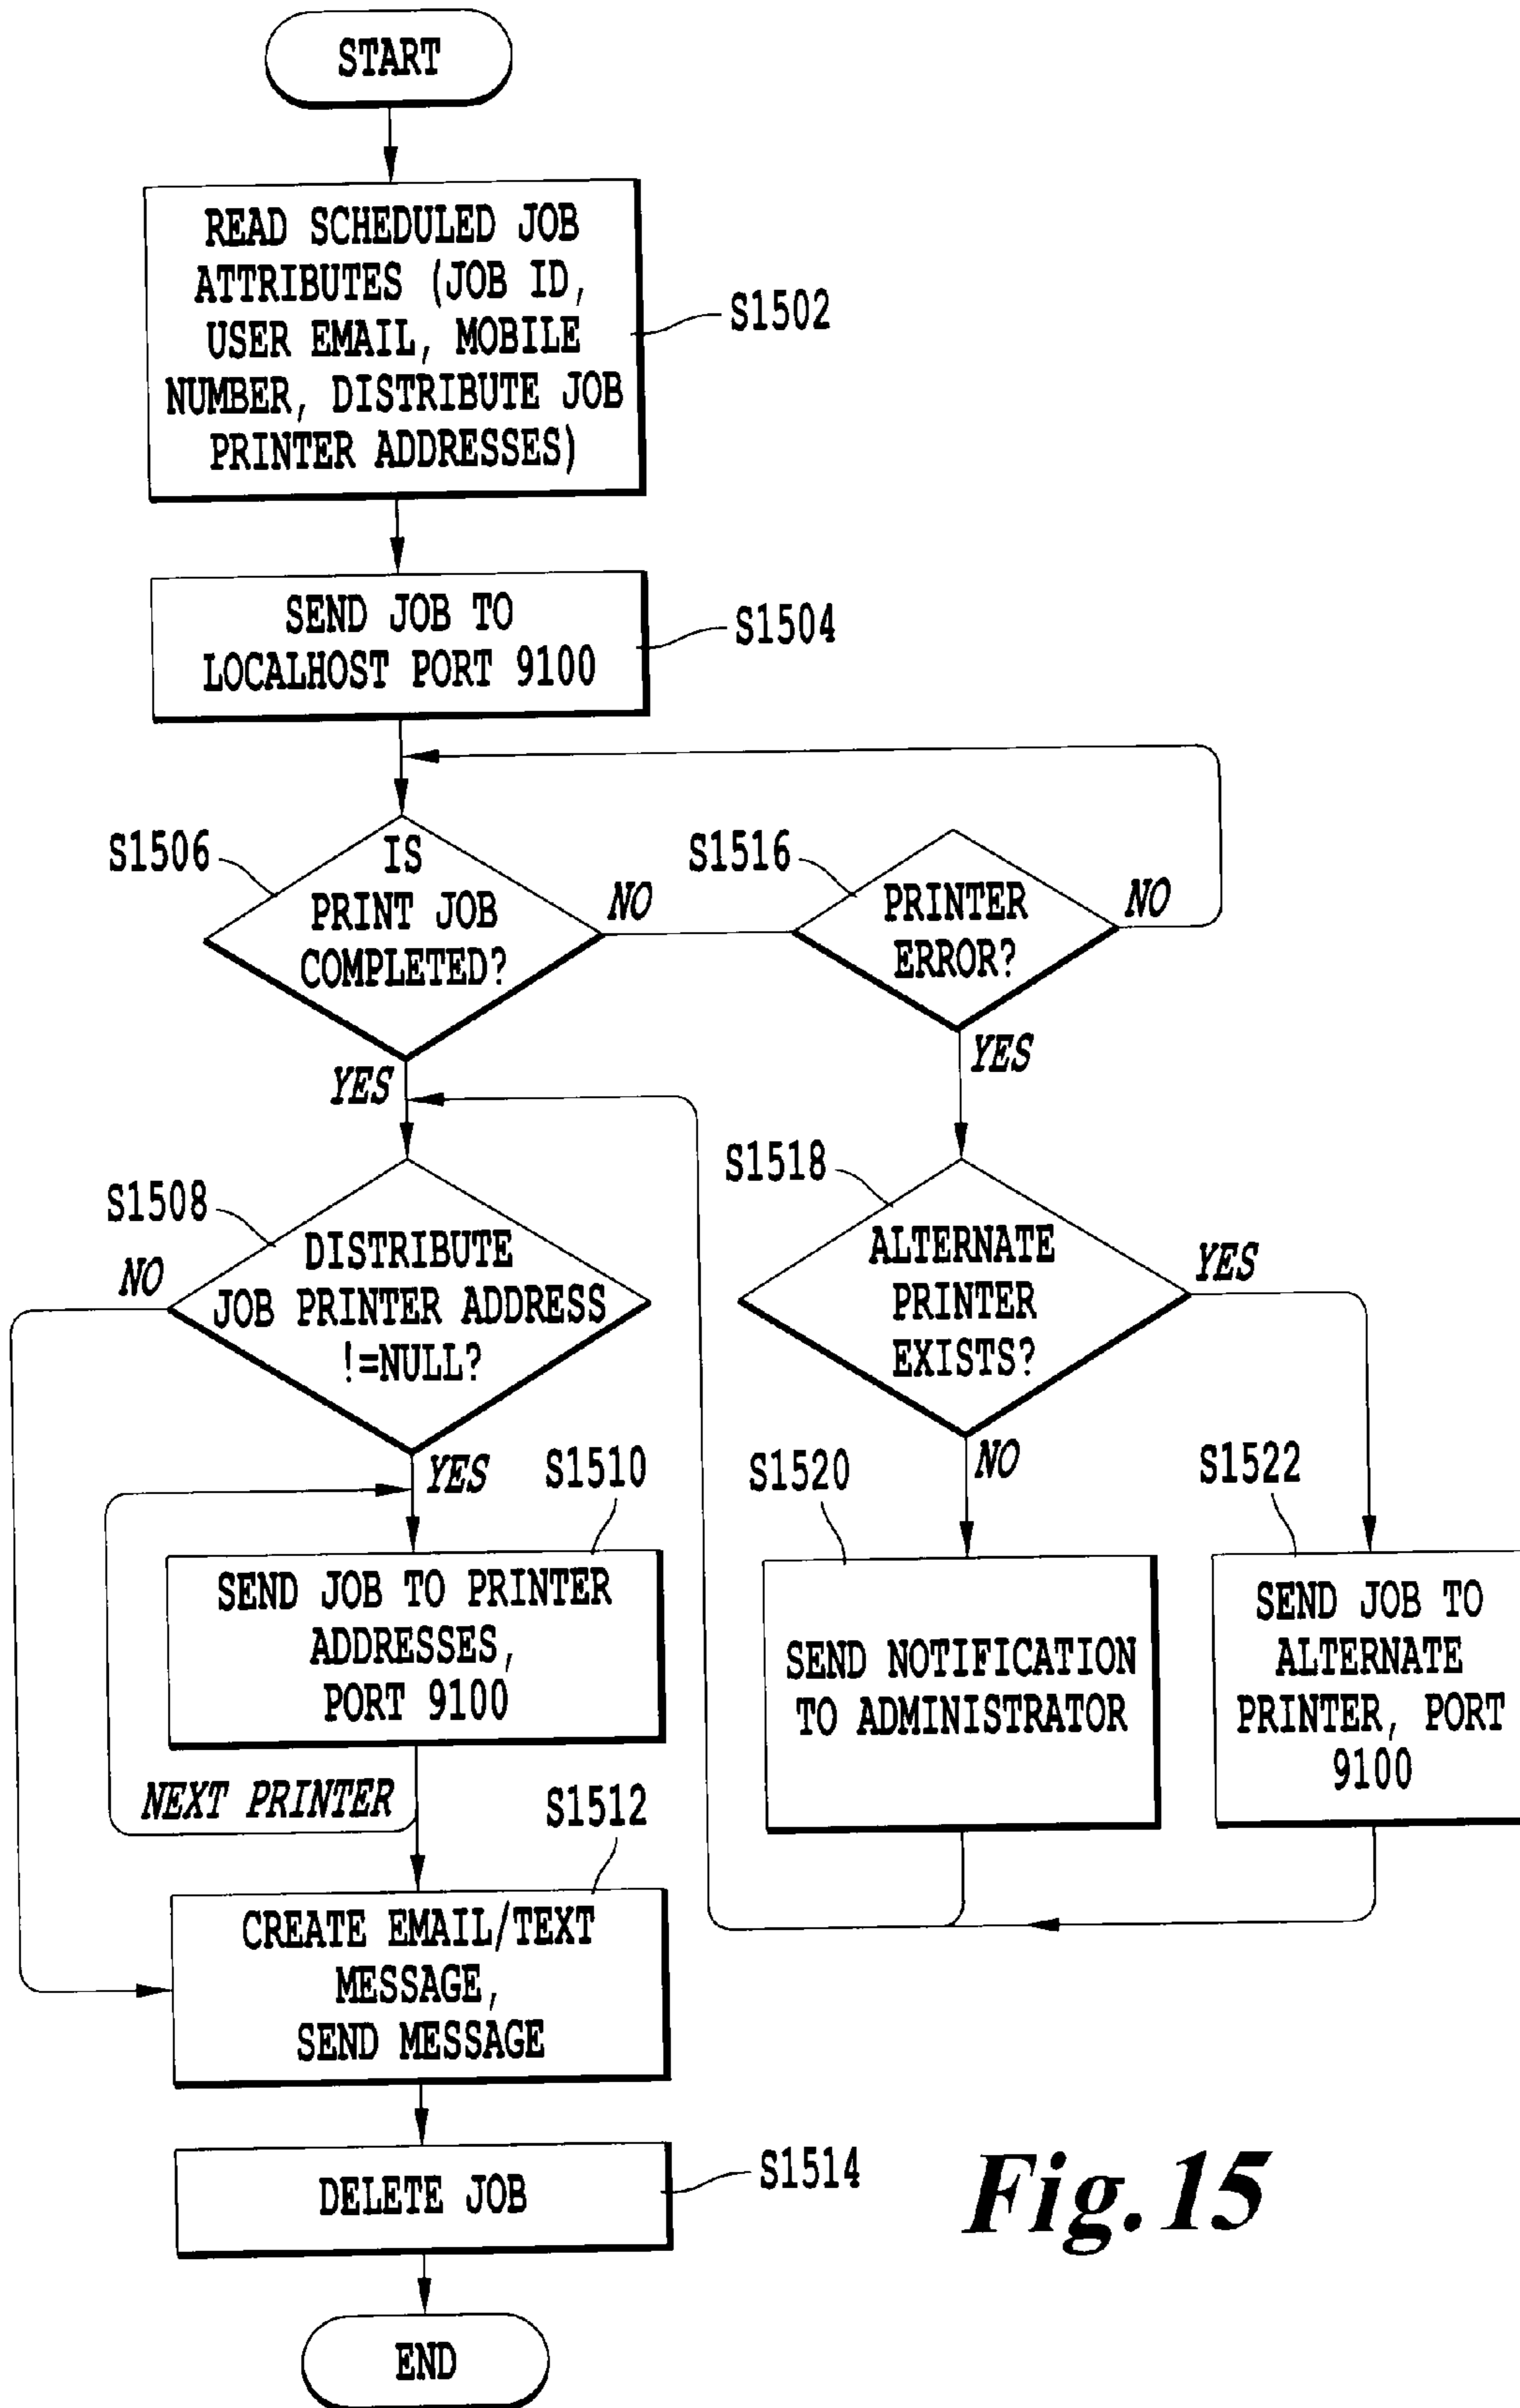 START
READ SCHEDULED JOB
ATTRIBUTES (JOB ID,
USER EMAIL, MOBILE
NUMBER, DISTRIBUTE JOB
PRINTER ADDRESSES)
S1502
SEND JOB TO
LOCALHOST PORT 9100
S1504
S1506
IS
PRINT JOB
COMPLETED?
NO
YES
S1516
PRINTER
ERROR?
NO
YES
S1508
DISTRIBUTE
JOB PRINTER ADDRESS
!=NULL?
NO
YES
S1518
ALTERNATE
PRINTER
EXISTS?
YES
NO
S1510
SEND JOB TO PRINTER
ADDRESSES,
PORT 9100
NEXT PRINTER
S1520
SEND NOTIFICATION
TO ADMINISTRATOR
S1522
SEND JOB TO
ALTERNATE
PRINTER, PORT
9100
S1512
CREATE EMAIL/TEXT
MESSAGE,
SEND MESSAGE
DELETE JOB
S1514
END
Fig. 15